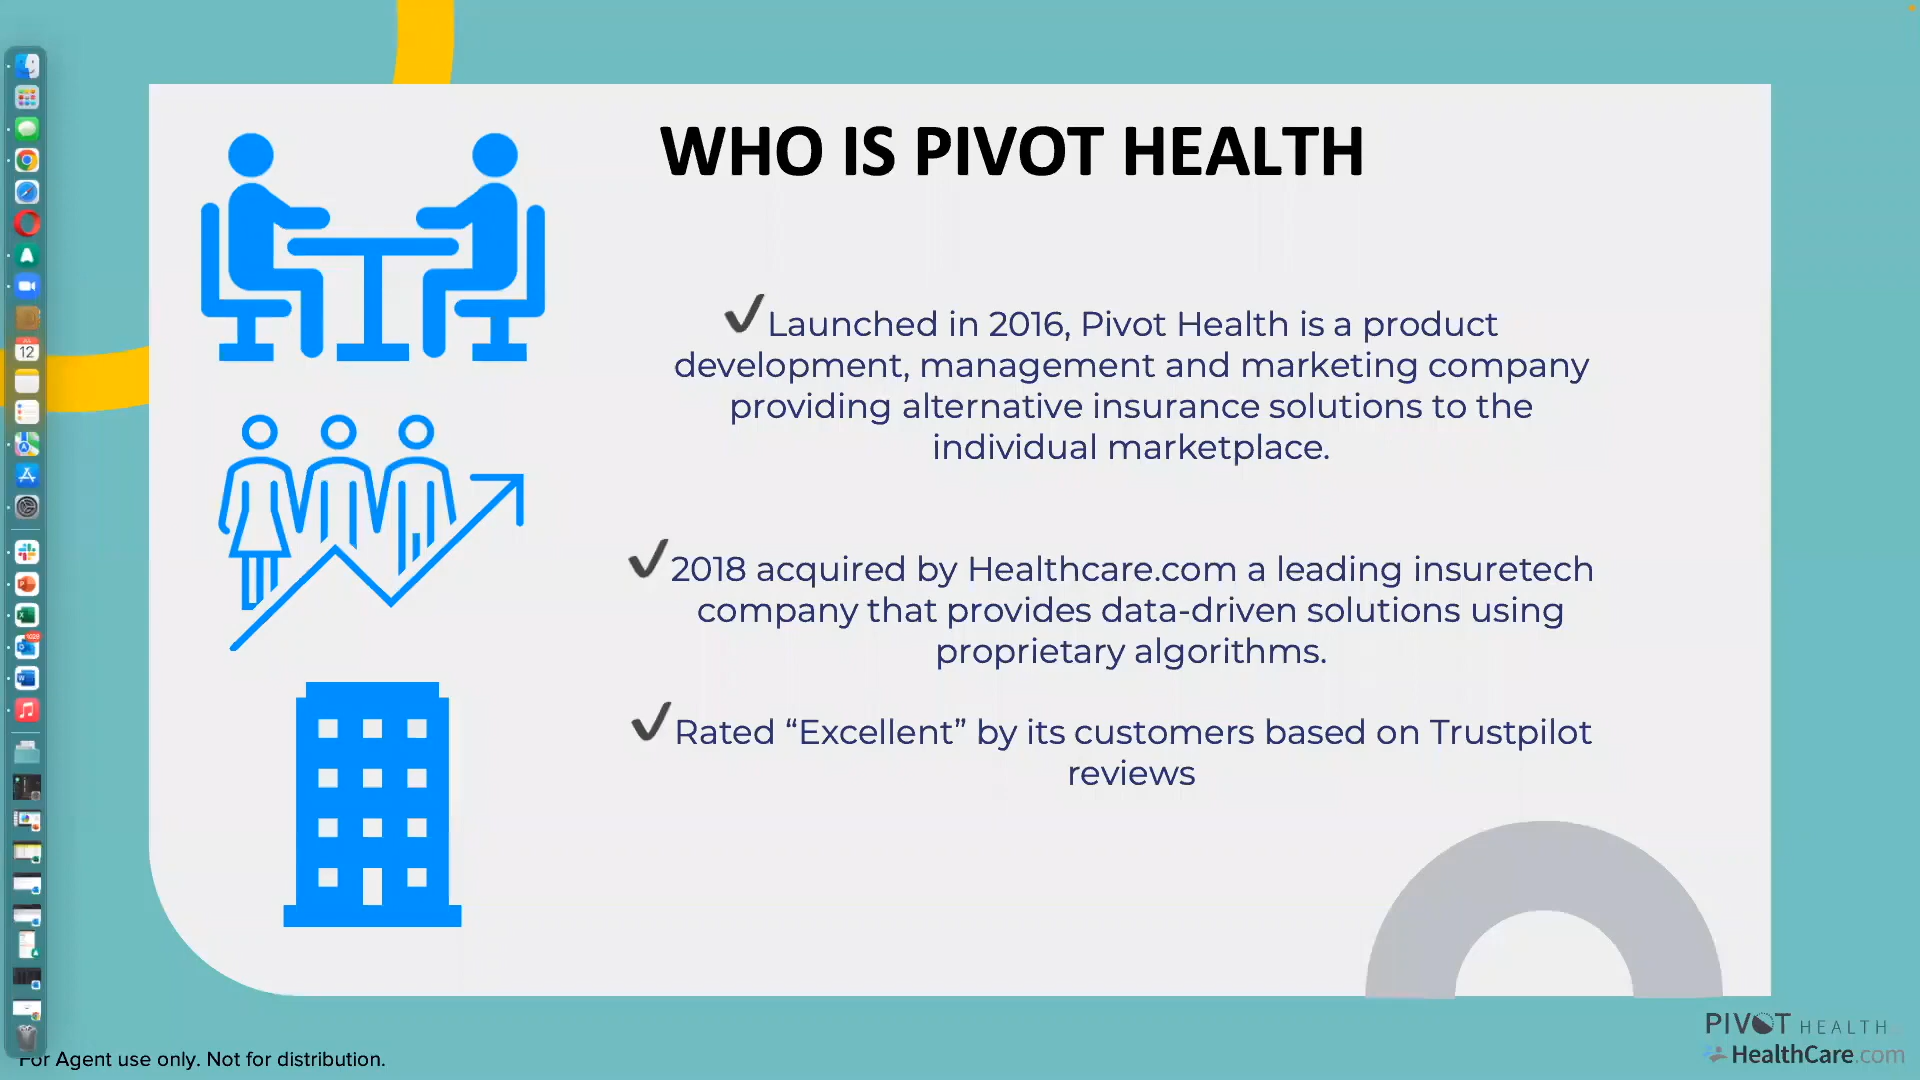 WHO IS PIVOT HEALTH
✔Launched in 2016, Pivot Health is a product
development, management and marketing company
providing alternative insurance solutions to the
individual marketplace.
✔2018 acquired by Healthcare.com a leading insuretech
company that provides data-driven solutions using
proprietary algorithms.
✔Rated “Excellent” by its customers based on Trustpilot
reviews
12
PIVOT HEALTH
HealthCare.com
For Agent use only. Not for distribution.